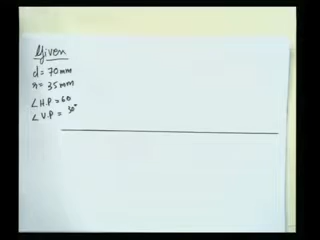 Given
d = 70mm
r = 35mm
∠H.P = 60
∠V.P = 30°